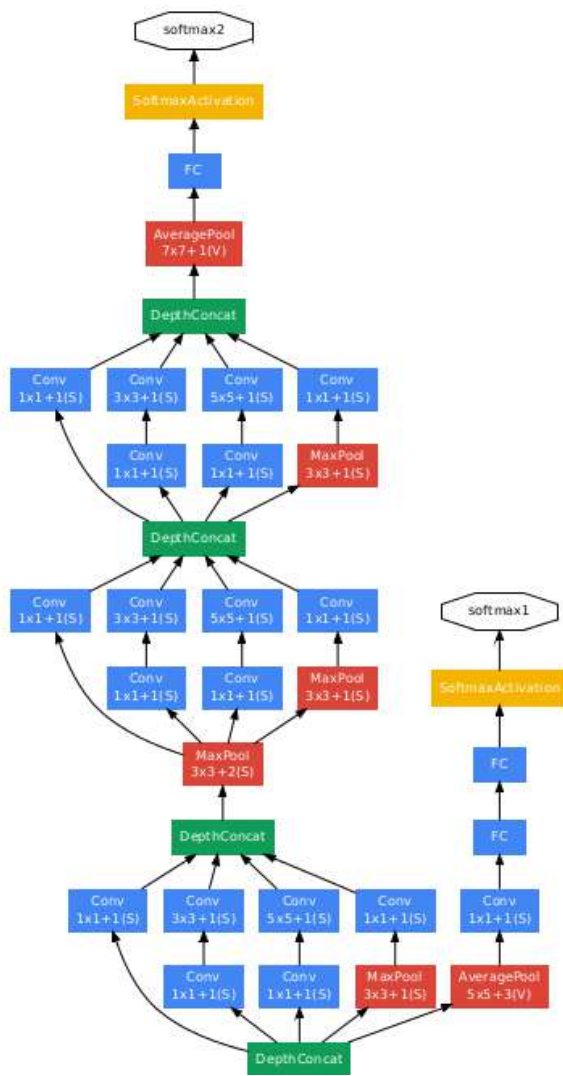 softmax2
SoftmaxActivation
FC
AveragePool
7x7+1(V)
DepthConcat
Conv
1x1+1(S)
Conv
3x3+1(S)
Conv
5x5+1(S)
Conv
1x1+1(S)
Conv
1x1+1(S)
Conv
1x1+1(S)
MaxPool
3x3+1(S)
DepthConcat
Conv
1x1+1(S)
Conv
3x3+1(S)
Conv
5x5+1(S)
Conv
1x1+1(S)
softmax1
Conv
1x1+1(S)
Conv
1x1+1(S)
MaxPool
3x3+1(S)
SoftmaxActivation
MaxPool
3x3+2(S)
FC
DepthConcat
FC
Conv
1x1+1(S)
Conv
3x3+1(S)
Conv
5x5+1(S)
Conv
1x1+1(S)
Conv
1x1+1(S)
Conv
1x1+1(S)
Conv
1x1+1(S)
MaxPool
3x3+1(S)
AveragePool
5x5+3(V)
DepthConcat